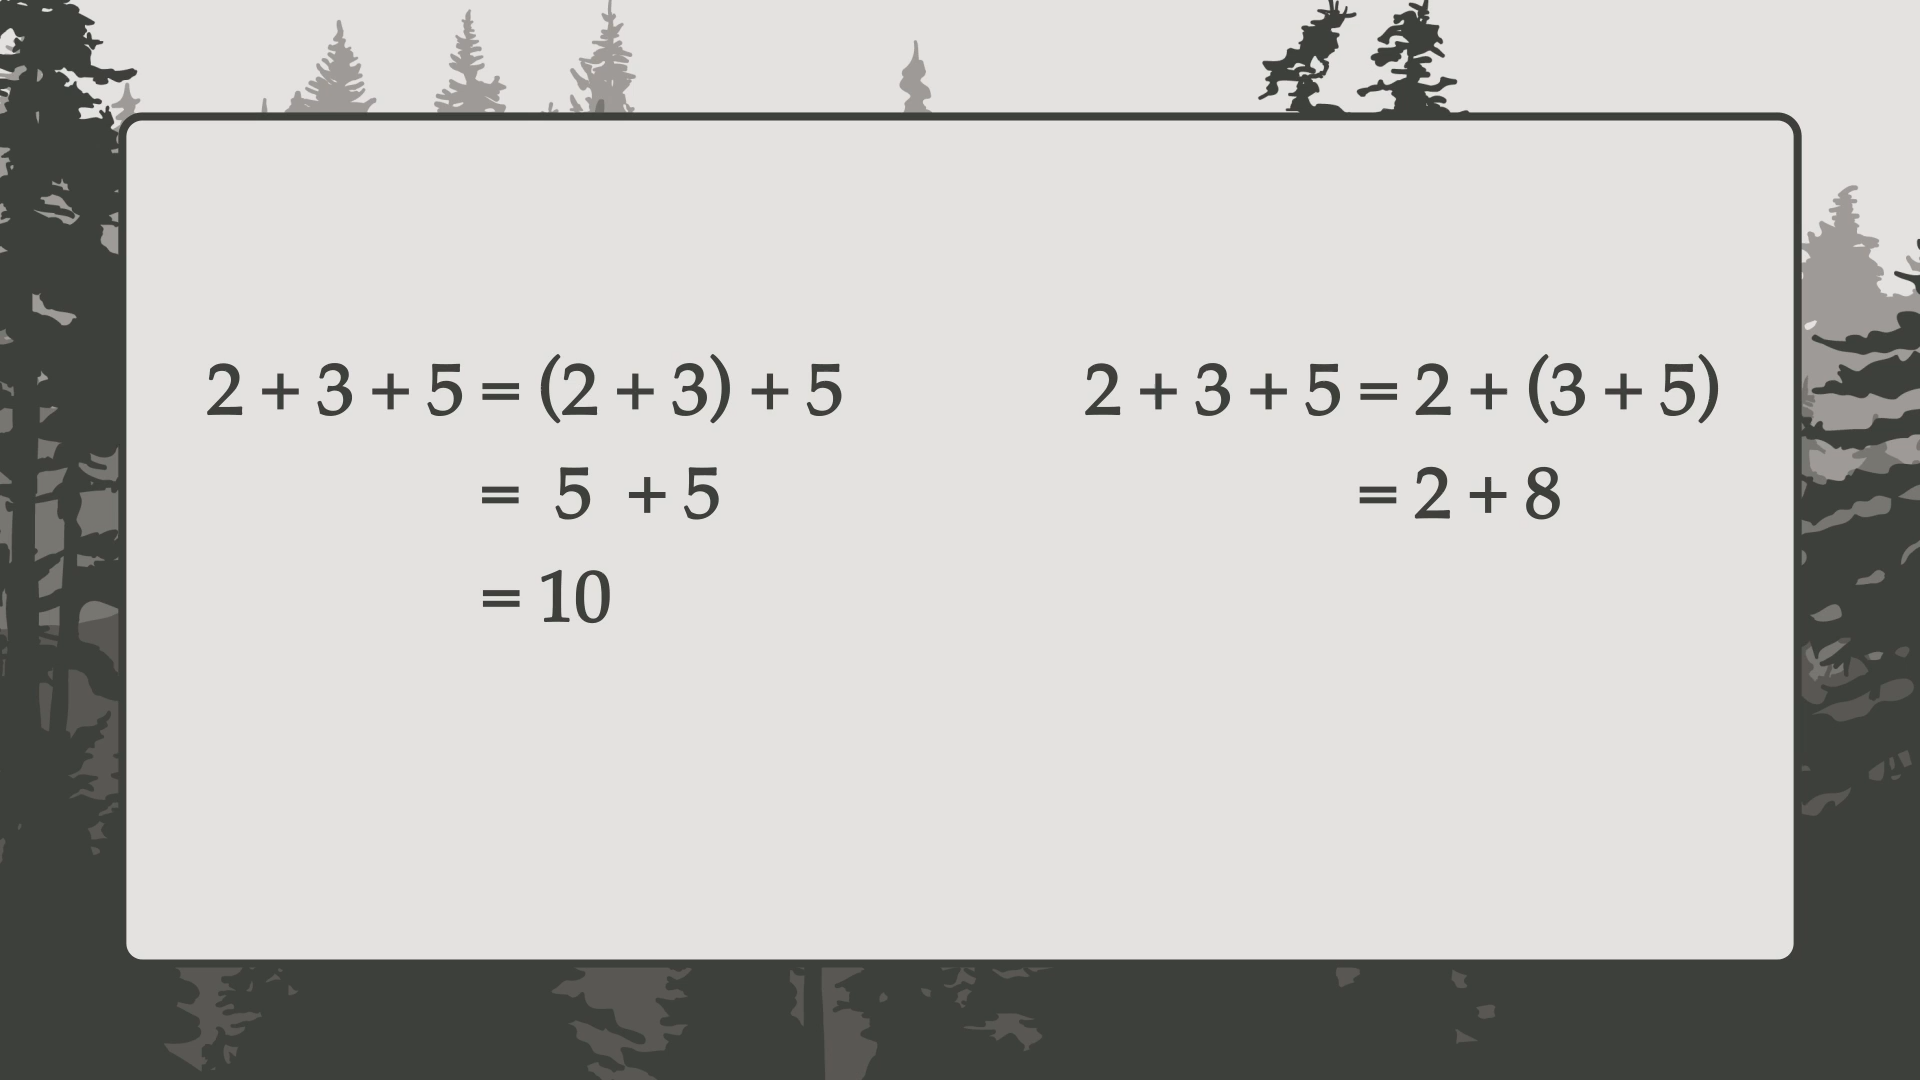 2 + 3 + 5 = (2 + 3) + 5
= 5 + 5
= 10
2 + 3 + 5 = 2 + (3 + 5)
= 2 + 8